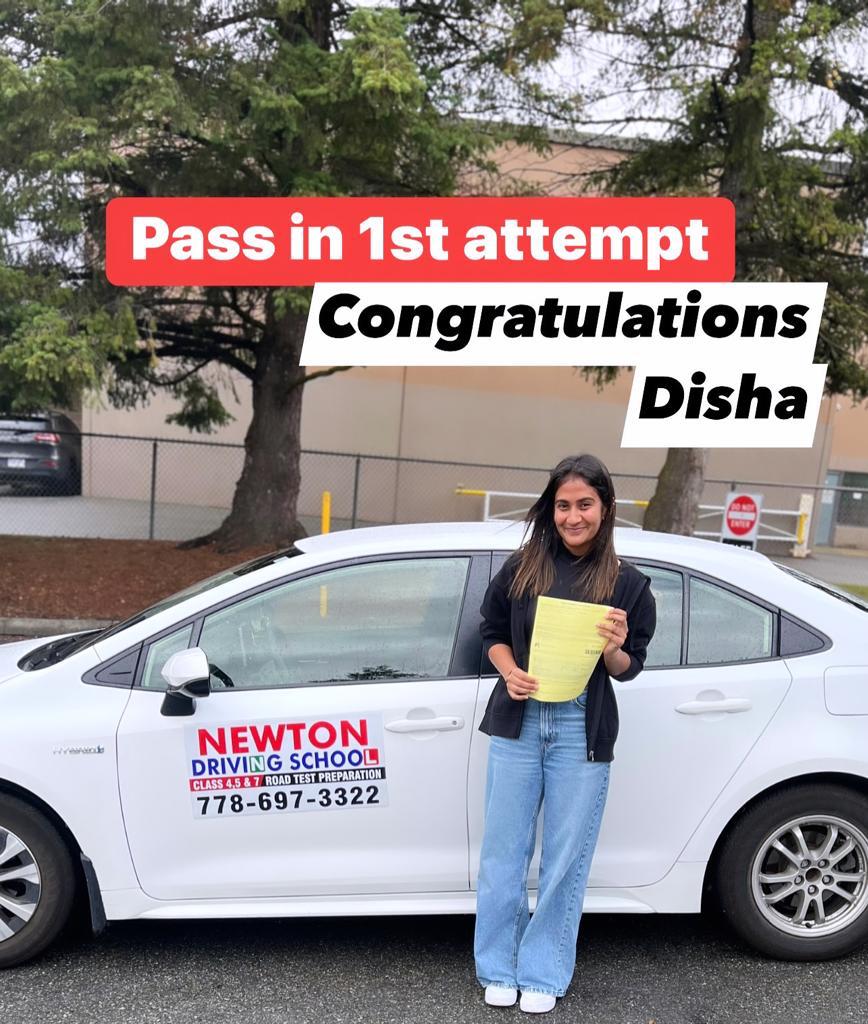 Pass in 1st attempt
Congratulations
Disha
DO NOT
ENTER
NEWTON
DRIVING SCHOOL
CLASS 4,5 & 7 ROAD TEST PREPARATION
778-697-3322